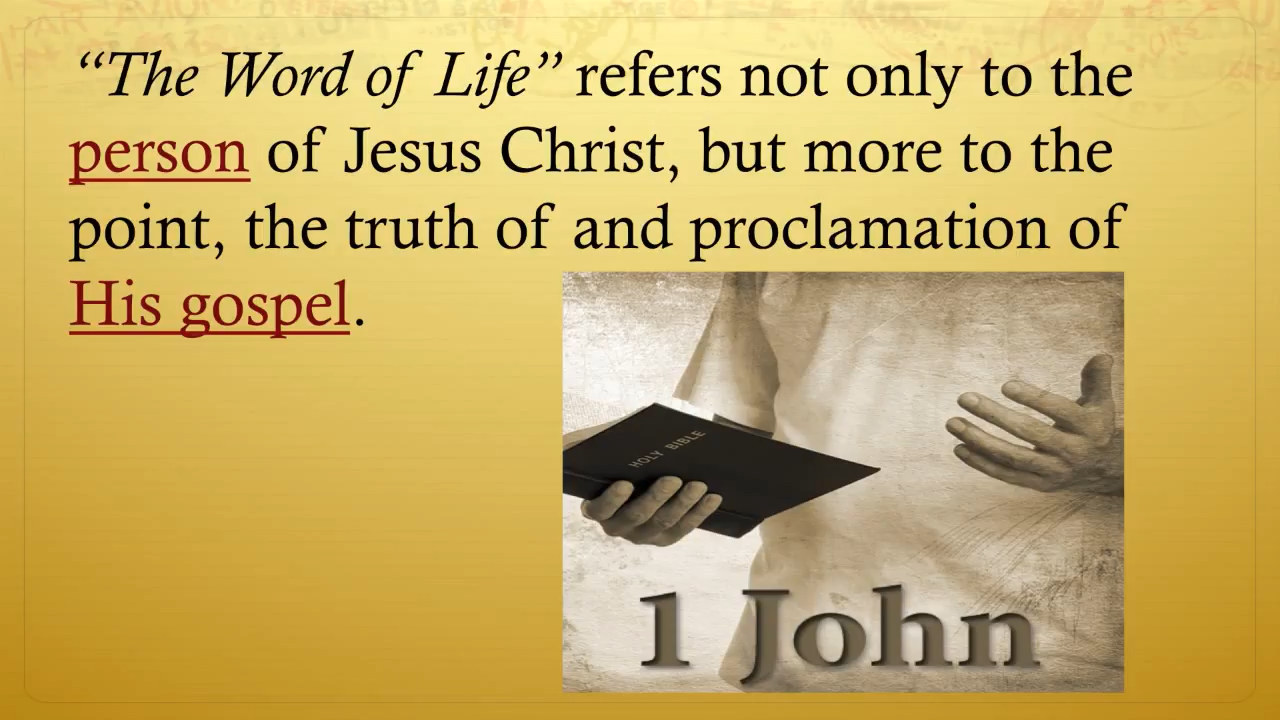 “The Word of Life” refers not only to the
person of Jesus Christ, but more to the
point, the truth of and proclamation of
His gospel.
HOLY BIBLE
1 John